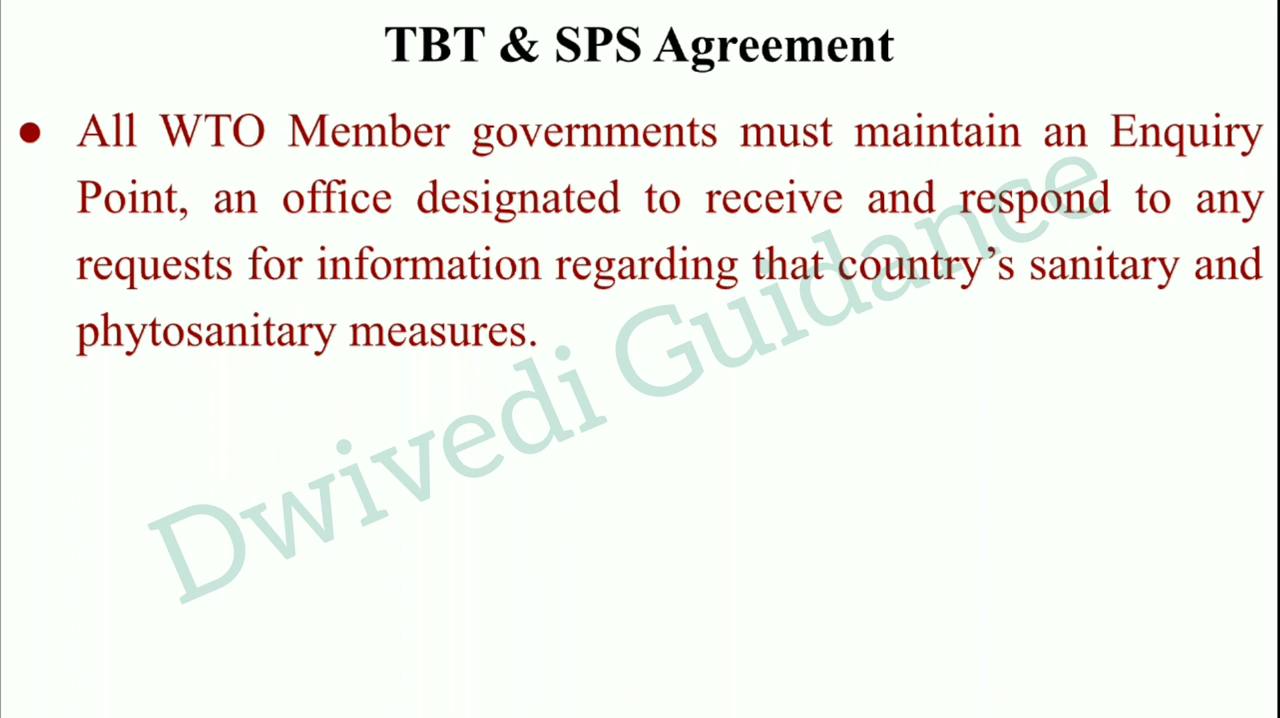 TBT & SPS Agreement
● All WTO Member governments must maintain an Enquiry
Point, an office designated to receive and respond to any
requests for information regarding that country’s sanitary and
phytosanitary measures.
Dwivedi Guidance